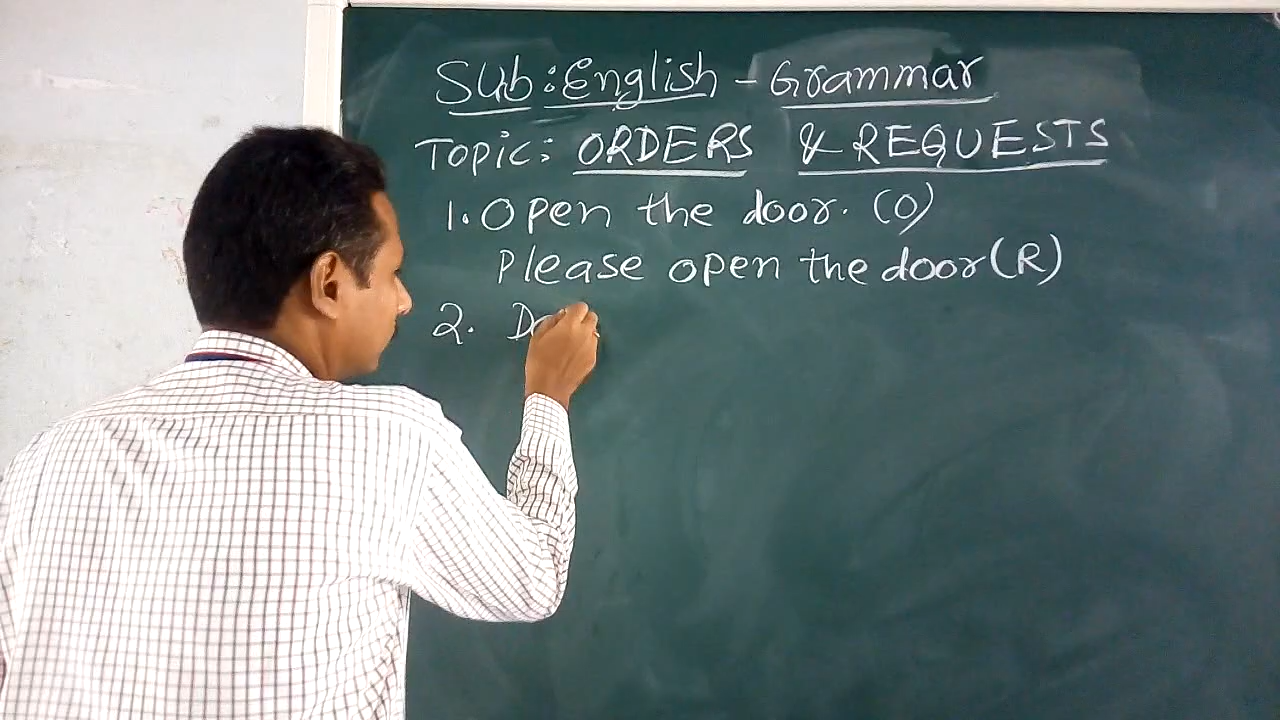 Sub: English - Grammar
Topic: ORDERS & REQUESTS
1. Open the door. (O)
Please open the door (R)
2. D